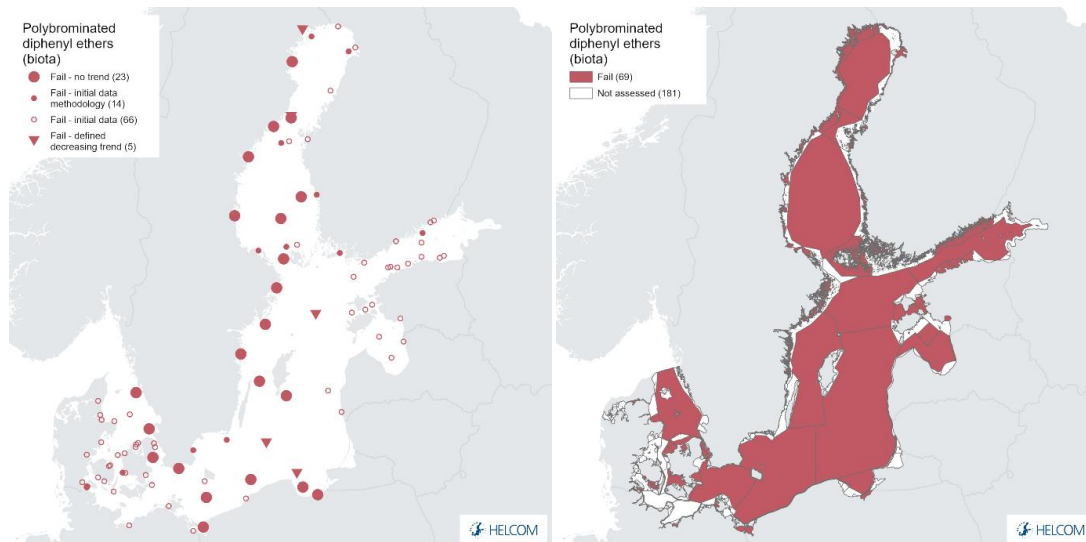 Polybrominated
diphenyl ethers
(biota)
Fail - no trend (23)
Fail - initial data
methodology (14)
Fail - initial data (66)
Fail - defined
decreasing trend (5)
HELCOM
Polybrominated
diphenyl ethers
(biota)
Fail (69)
Not assessed (181)
HELCOM